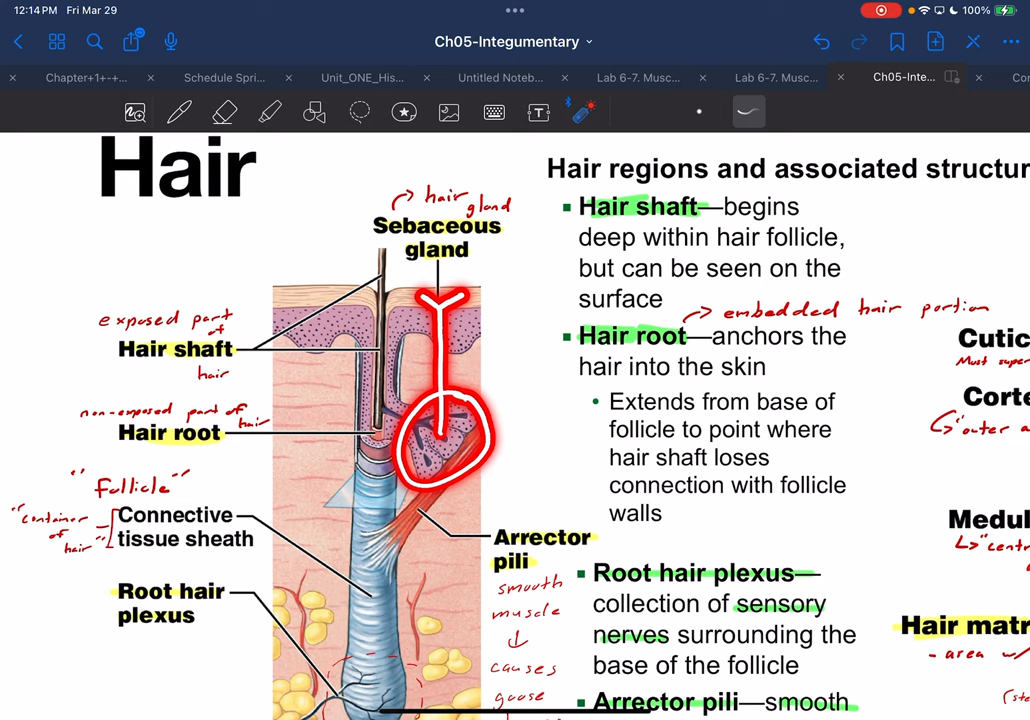 12:14 PM Fri Mar 29
100%
Ch05-Integumentary
Chapter+1+-+...
Schedule Spri...
Unit_ONE_His...
Untitled Noteb...
Lab 6-7. Musc...
Lab 6-7. Musc...
Ch05-Inte...
Cor
Hair
hair
gland
Sebaceous
gland
exposed part
of
Hair shaft
hair
non-exposed part of
hair
Hair root
"follicle"
"container
of
hair"
Connective
tissue sheath
Root hair
plexus
Arrector
pili
smooth
muscle
causes
goose
Hair regions and associated structur
Hair shaft—begins
deep within hair follicle,
but can be seen on the
surface
embedded hair portion
Hair root—anchors the
hair into the skin
• Extends from base of
follicle to point where
hair shaft loses
connection with follicle
walls
Root hair plexus—
collection of sensory
nerves surrounding the
base of the follicle
Arrector pili—smooth
Cutic
Must super
Corte
"outer a
Medul
"centr
Hair matr
- area w/
(ste